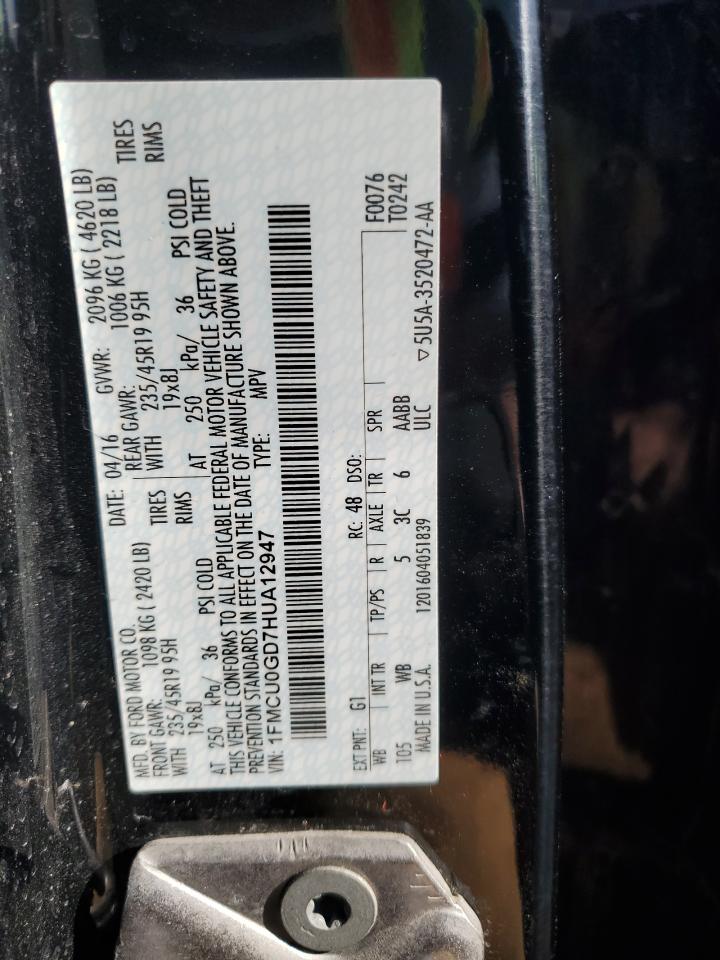 MFD. BY FORD MOTOR CO.
DATE: 04/16 GVWR: 2096 KG ( 4620 LB)
FRONT GAWR: 1098 KG ( 2420 LB)
REAR GAWR: 1006 KG ( 2218 LB)
WITH 235/45R19 95H TIRES
WITH 235/45R19 95H TIRES
19x8J RIMS
19x8J RIMS
AT 250 kPa/ 36 PSI COLD
AT 250 kPa/ 36 PSI COLD
THIS VEHICLE CONFORMS TO ALL APPLICABLE FEDERAL MOTOR VEHICLE SAFETY AND THEFT
PREVENTION STANDARDS IN EFFECT ON THE DATE OF MANUFACTURE SHOWN ABOVE.
VIN: 1FMCU0GD7HUA12947 TYPE: MPV
EXT PNT: G1 RC: 48 DSO: F0076
T0242
WB INT TR TP/PS R AXLE TR SPR
105 WB 5 3C 6 AABB
ULC
MADE IN U.S.A. 1201604051839 ▽5U5A-3520472-AA